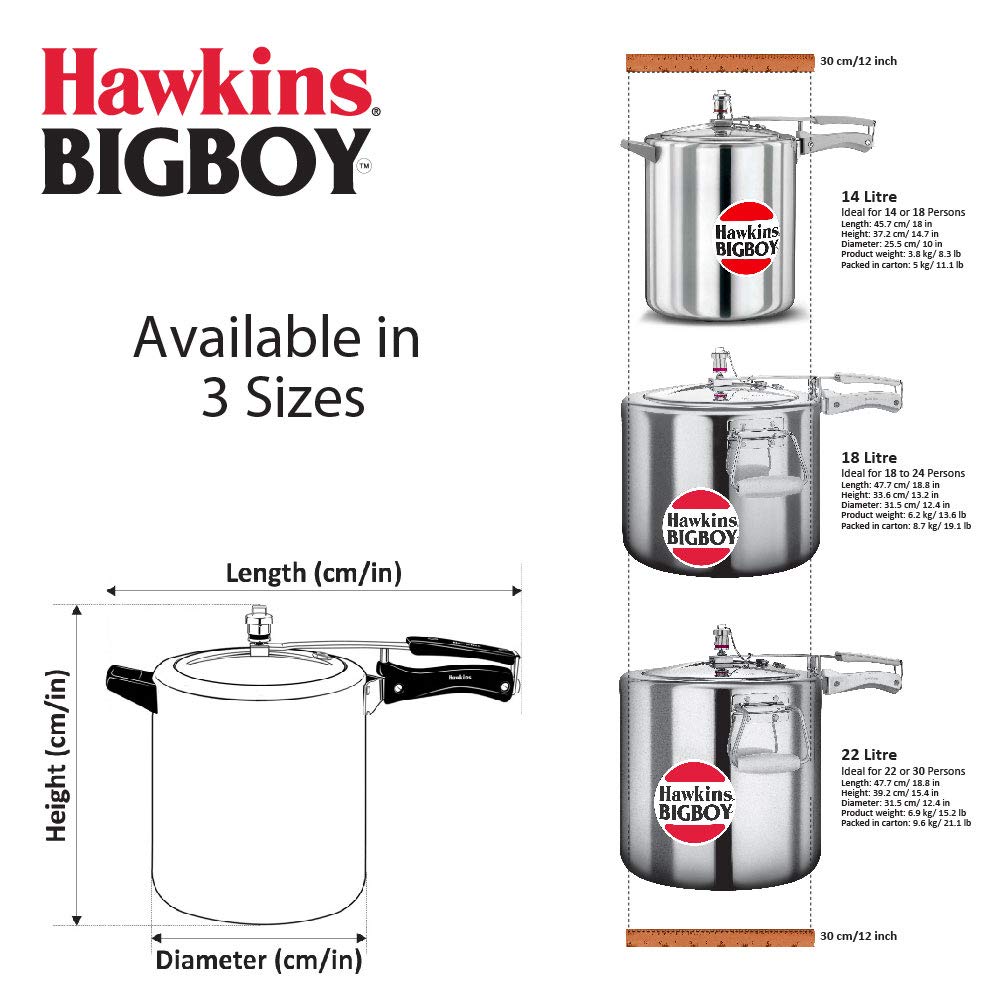 Hawkins®
BIGBOY™
Available in
3 Sizes
Length (cm/in)
Height (cm/in)
Hawkins
Diameter (cm/in)
30 cm/12 inch
Hawkins
BIGBOY
14 Litre
Ideal for 14 or 18 Persons
Length: 45.7 cm/ 18 in
Height: 37.2 cm/ 14.7 in
Diameter: 25.5 cm/ 10 in
Product weight: 3.8 kg/ 8.3 lb
Packed in carton: 5 kg/ 11.1 lb
Hawkins
BIGBOY
18 Litre
Ideal for 18 to 24 Persons
Length: 47.7 cm/ 18.8 in
Height: 33.6 cm/ 13.2 in
Diameter: 31.5 cm/ 12.4 in
Product weight: 6.2 kg/ 13.6 lb
Packed in carton: 8.7 kg/ 19.1 lb
Hawkins
BIGBOY
22 Litre
Ideal for 22 or 30 Persons
Length: 47.7 cm/ 18.8 in
Height: 39.2 cm/ 15.4 in
Diameter: 31.5 cm/ 12.4 in
Product weight: 6.9 kg/ 15.2 lb
Packed in carton: 9.6 kg/ 21.1 lb
30 cm/12 inch